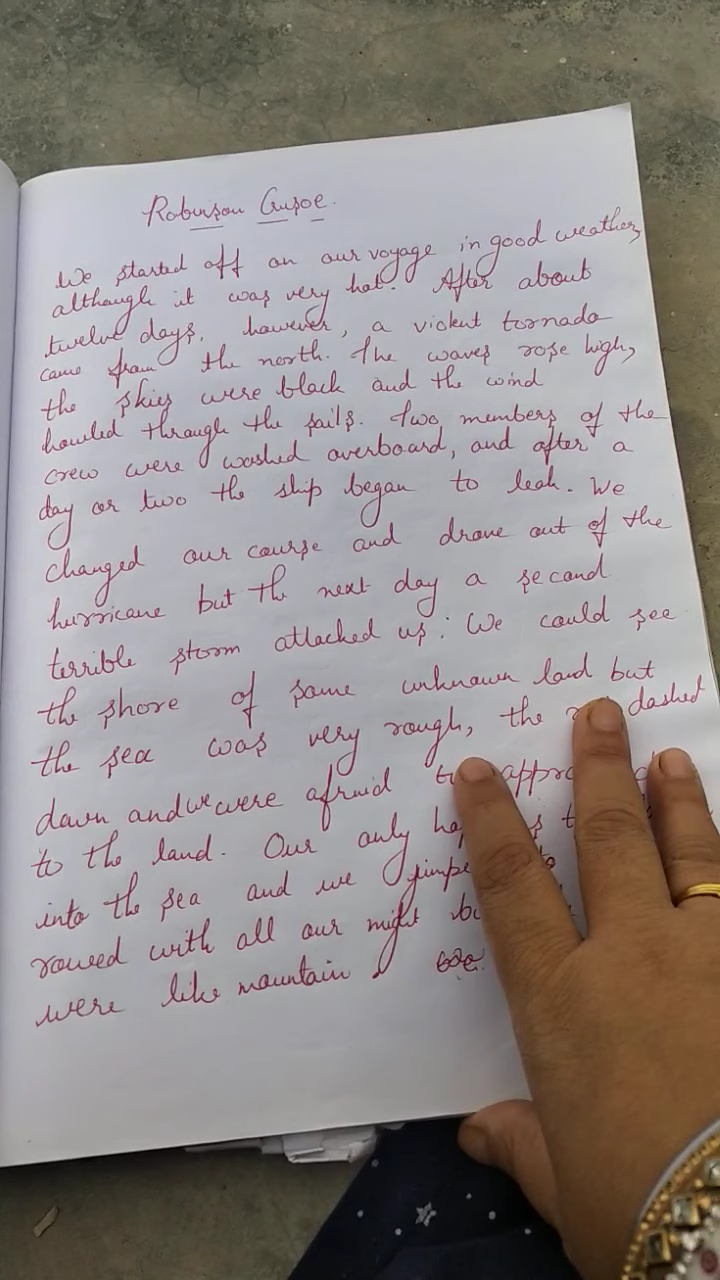 Robinson Crusoe.
We started off on our voyage in good weather,
although it was very hot. After about
twelve days, however, a violent tornado
came from the north. The waves rose high,
the skies were black and the wind
howled through the sails. Two members of the
crew were washed overboard, and after a
day or two the ship began to leak. We
changed our course and drove out of the
hurricane but the next day a second
terrible storm attacked us. We could see
the shore of some unknown land but
the sea was very rough, the dashed
down and we were afraid
to the land. Our only
into the sea and we
rowed with all our might
were like mountain